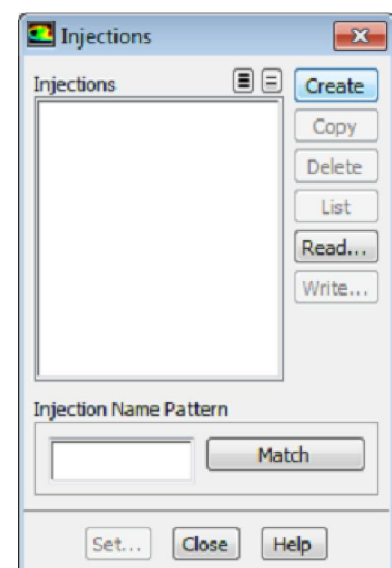 Injections
Injections
Create
Copy
Delete
List
Read...
Write...
Injection Name Pattern
Match
Set...
Close
Help